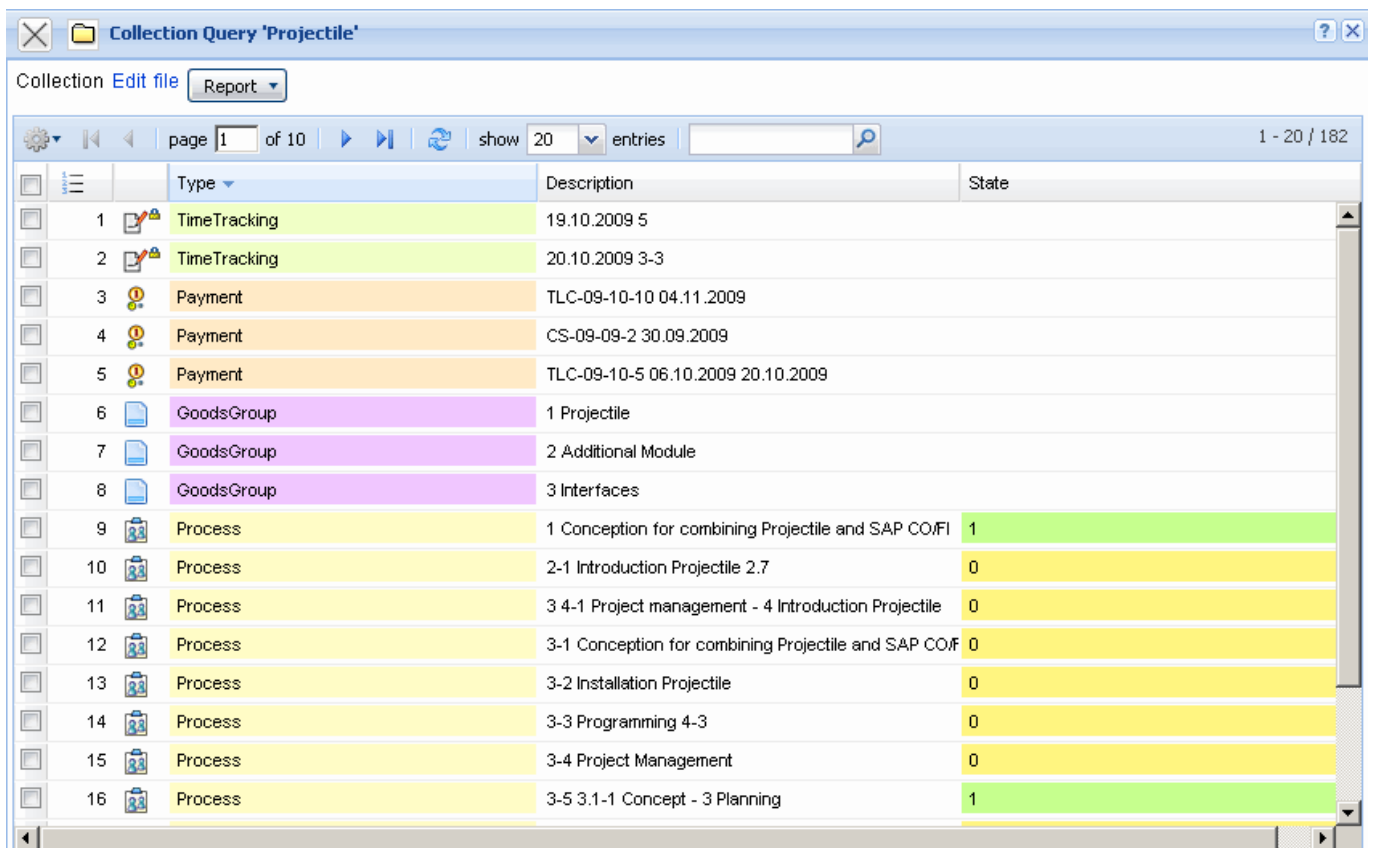 Collection Query 'Projectile' ?
Collection Edit file Report
page 1 of 10 show 20 entries 1 - 20 / 182
Type Description State
1 TimeTracking 19.10.2009 5
2 TimeTracking 20.10.2009 3-3
3 Payment TLC-09-10-10 04.11.2009
4 Payment CS-09-09-2 30.09.2009
5 Payment TLC-09-10-5 06.10.2009 20.10.2009
6 GoodsGroup 1 Projectile
7 GoodsGroup 2 Additional Module
8 GoodsGroup 3 Interfaces
9 Process 1 Conception for combining Projectile and SAP CO/FI 1
10 Process 2-1 Introduction Projectile 2.7 0
11 Process 3 4-1 Project management - 4 Introduction Projectile 0
12 Process 3-1 Conception for combining Projectile and SAP CO/F 0
13 Process 3-2 Installation Projectile 0
14 Process 3-3 Programming 4-3 0
15 Process 3-4 Project Management 0
16 Process 3-5 3.1-1 Concept - 3 Planning 1